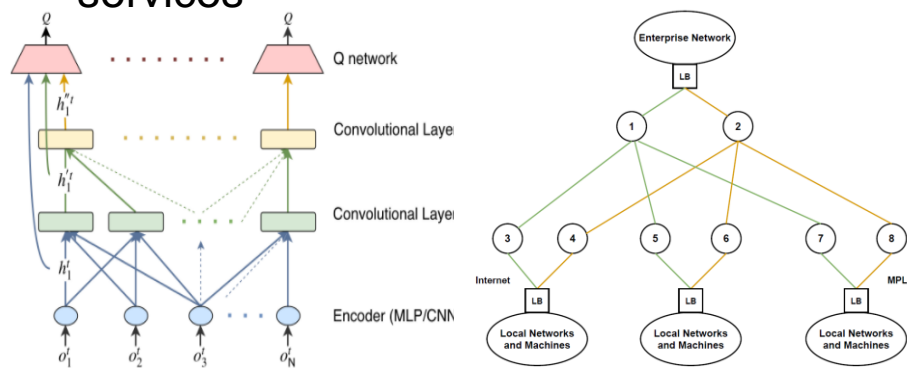 services
Q
Q
Q network
h₁''ᵗ
Convolutional Layer
h₁'ᵗ
Convolutional Layer
h₁ᵗ
Encoder (MLP/CNN
o₁ᵗ
o₂ᵗ
o₃ᵗ
o_Nᵗ
Enterprise Network
LB
1
2
3
4
5
6
7
8
Internet
MPL
LB
LB
LB
Local Networks
and Machines
Local Networks
and Machines
Local Networks
and Machines